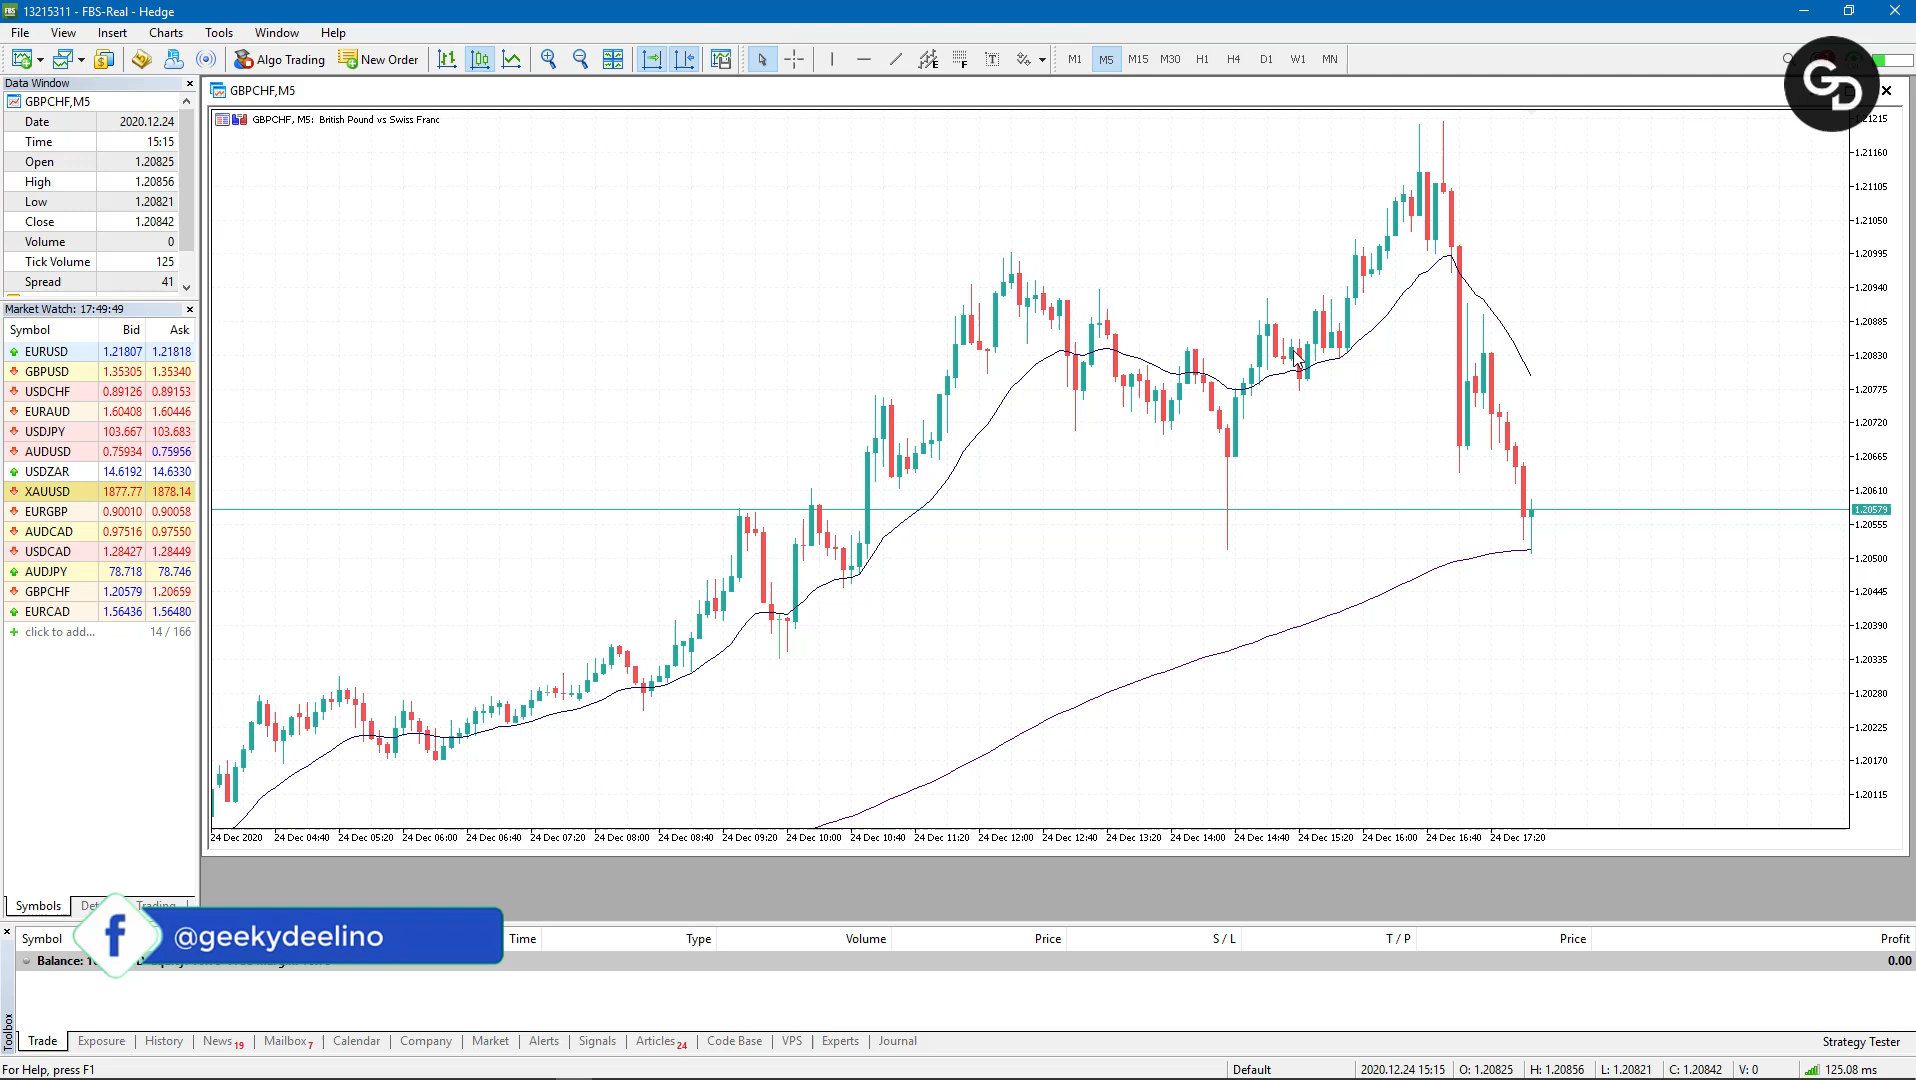 13215311 - FBS-Real - Hedge
File View Insert Charts Tools Window Help
Algo Trading New Order M1 M5 M15 M30 H1 H4 D1 W1 MN
GD
Data Window
GBPCHF,M5
Date 2020.12.24
Time 15:15
Open 1.20825
High 1.20856
Low 1.20821
Close 1.20842
Volume 0
Tick Volume 125
Spread 41
Market Watch: 17:49:49
Symbol Bid Ask
EURUSD 1.21807 1.21818
GBPUSD 1.35305 1.35340
USDCHF 0.89126 0.89153
EURAUD 1.60408 1.60446
USDJPY 103.667 103.683
AUDUSD 0.75934 0.75956
USDZAR 14.6192 14.6330
XAUUSD 1877.77 1878.14
EURGBP 0.90010 0.90058
AUDCAD 0.97516 0.97550
USDCAD 1.28427 1.28449
AUDJPY 78.718 78.746
GBPCHF 1.20579 1.20659
EURCAD 1.56436 1.56480
click to add... 14 / 166
Symbols Trading
GBPCHF,M5
GBPCHF, M5: British Pound vs Swiss Franc
1.21215
1.21160
1.21105
1.21050
1.20995
1.20940
1.20885
1.20830
1.20775
1.20720
1.20665
1.20610
1.20579
1.20555
1.20500
1.20445
1.20390
1.20335
1.20280
1.20225
1.20170
1.20115
24 Dec 2020 24 Dec 04:40 24 Dec 05:20 24 Dec 06:00 24 Dec 06:40 24 Dec 07:20 24 Dec 08:00 24 Dec 08:40 24 Dec 09:20 24 Dec 10:00 24 Dec 10:40 24 Dec 11:20 24 Dec 12:00 24 Dec 12:40 24 Dec 13:20 24 Dec 14:00 24 Dec 14:40 24 Dec 15:20 24 Dec 16:00 24 Dec 16:40 24 Dec 17:20
@geekydeelino
Symbol Time Type Volume Price S / L T / P Price Profit
Balance: 0.00
Toolbox
Trade Exposure History News 19 Mailbox 7 Calendar Company Market Alerts Signals Articles 24 Code Base VPS Experts Journal Strategy Tester
For Help, press F1 Default 2020.12.24 15:15 O: 1.20825 H: 1.20856 L: 1.20821 C: 1.20842 V: 0 125.08 ms